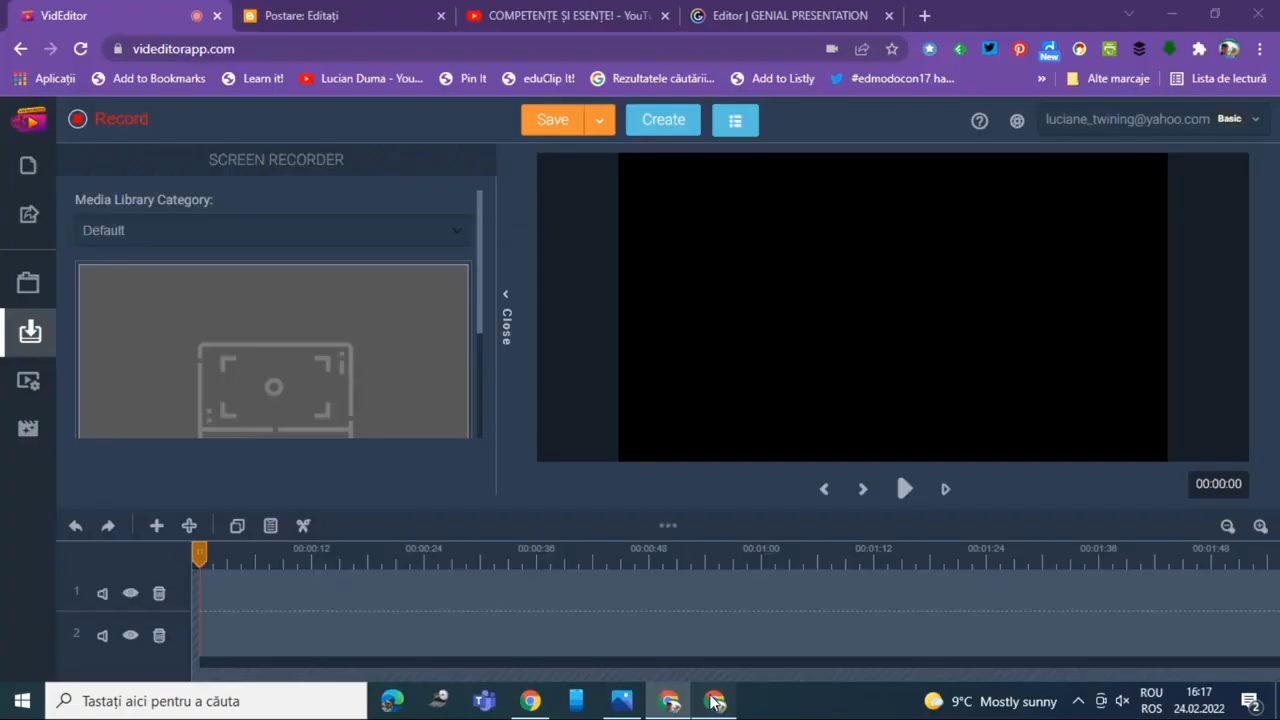 VidEditor
Postare: Editați
COMPETENȚE ȘI ESENȚE! - YouTu
Editor | GENIAL PRESENTATION
videditorapp.com
Aplicații
Add to Bookmarks
Learn it!
Lucian Duma - You...
Pin It
eduClip It!
Rezultatele căutării...
Add to Listly
#edmodocon17 ha...
»
Alte marcaje
Lista de lectură
New
Record
Save
Create
luciane_twining@yahoo.com
Basic
SCREEN RECORDER
Media Library Category:
Default
Close
00:00:00
00:00:12
00:00:24
00:00:36
00:00:48
00:01:00
00:01:12
00:01:24
00:01:36
00:01:48
1
2
Tastați aici pentru a căuta
9°C Mostly sunny
ROU
ROS
16:17
24.02.2022
2